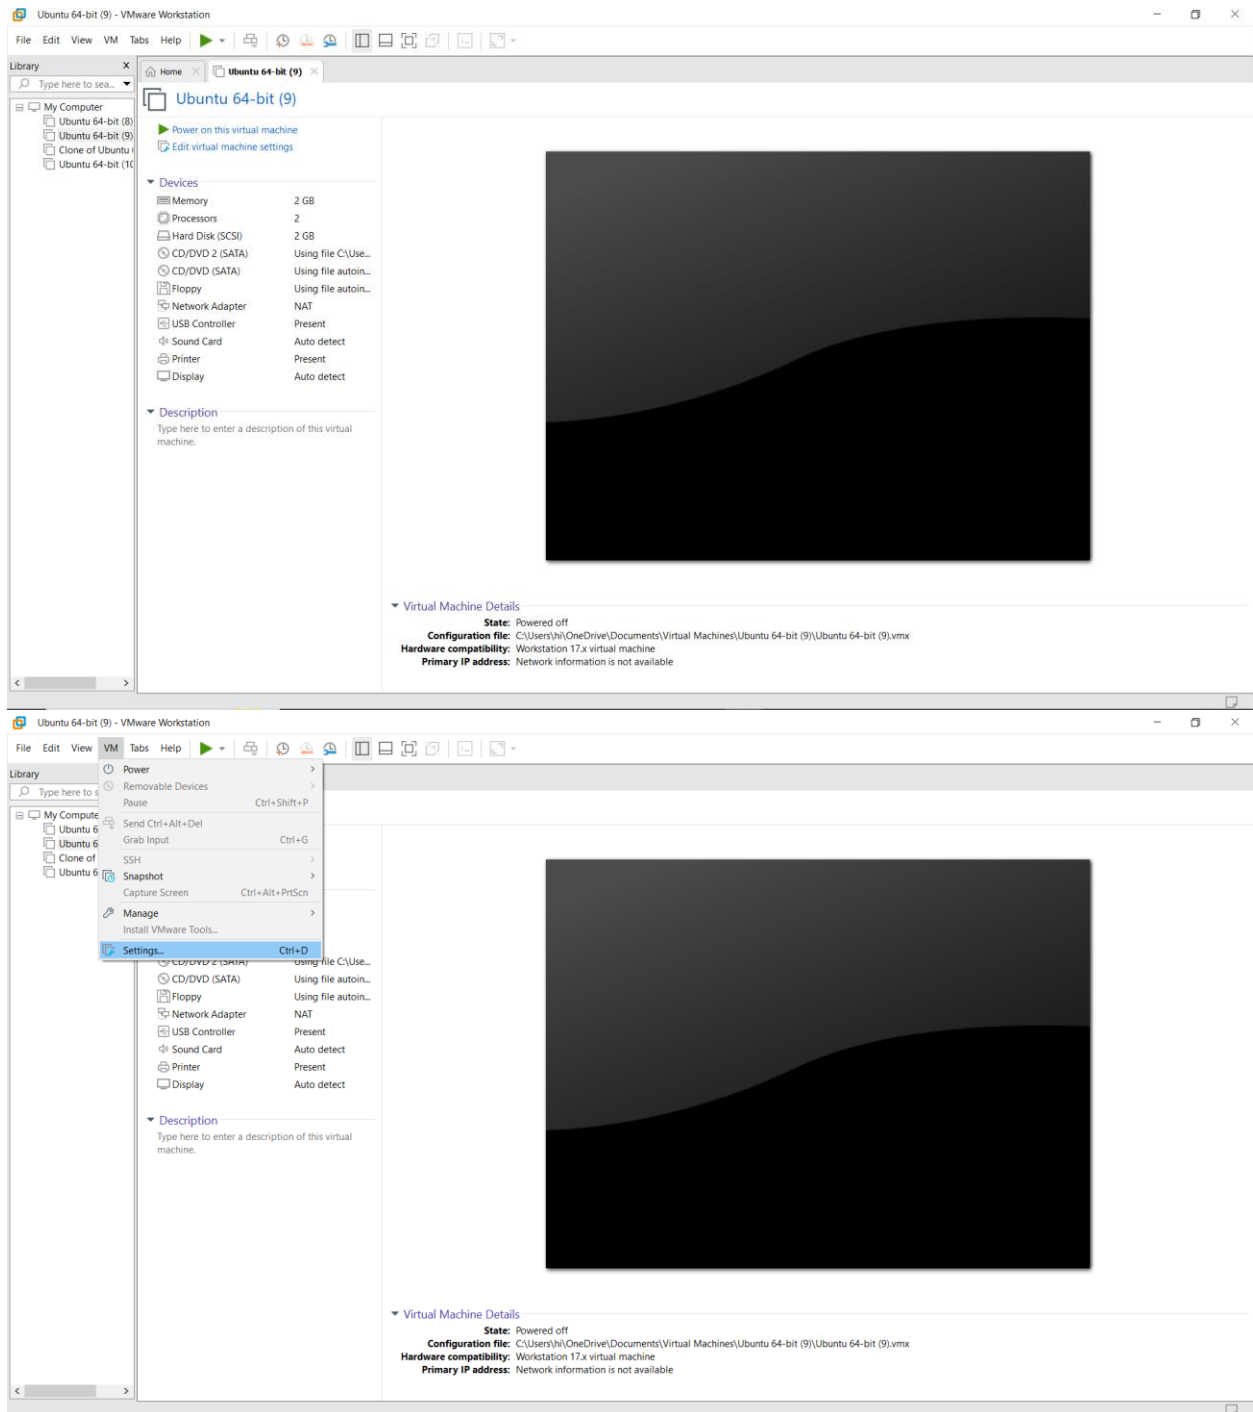 Ubuntu 64-bit (9) - VMware Workstation
File Edit View VM Tabs Help
Library X
Type here to sea...
Home
Ubuntu 64-bit (9)
My Computer
Ubuntu 64-bit (8)
Ubuntu 64-bit (9)
Clone of Ubuntu
Ubuntu 64-bit (1
Ubuntu 64-bit (9)
Power on this virtual machine
Edit virtual machine settings
Devices
Memory 2 GB
Processors 2
Hard Disk (SCSI) 2 GB
CD/DVD 2 (SATA) Using file C:\Use...
CD/DVD (SATA) Using file autoin...
Floppy Using file autoin...
Network Adapter NAT
USB Controller Present
Sound Card Auto detect
Printer Present
Display Auto detect
Description
Type here to enter a description of this virtual
machine.
Virtual Machine Details
State: Powered off
Configuration file: C:\Users\hi\OneDrive\Documents\Virtual Machines\Ubuntu 64-bit (9)\Ubuntu 64-bit (9).vmx
Hardware compatibility: Workstation 17.x virtual machine
Primary IP address: Network information is not available
Ubuntu 64-bit (9) - VMware Workstation
File Edit View VM Tabs Help
Library
Type here to s
My Compute
Ubuntu 6
Ubuntu 6
Clone of
Ubuntu 6
Power
Removable Devices
Pause Ctrl+Shift+P
Send Ctrl+Alt+Del
Grab Input Ctrl+G
SSH
Snapshot
Capture Screen Ctrl+Alt+PrtScn
Manage
Install VMware Tools...
Settings... Ctrl+D
CD/DVD 2 (SATA) Using file C:\Use...
CD/DVD (SATA) Using file autoin...
Floppy Using file autoin...
Network Adapter NAT
USB Controller Present
Sound Card Auto detect
Printer Present
Display Auto detect
Description
Type here to enter a description of this virtual
machine.
Virtual Machine Details
State: Powered off
Configuration file: C:\Users\hi\OneDrive\Documents\Virtual Machines\Ubuntu 64-bit (9)\Ubuntu 64-bit (9).vmx
Hardware compatibility: Workstation 17.x virtual machine
Primary IP address: Network information is not available